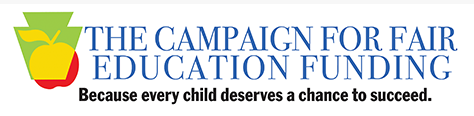 THE CAMPAIGN FOR FAIR
EDUCATION FUNDING
Because every child deserves a chance to succeed.